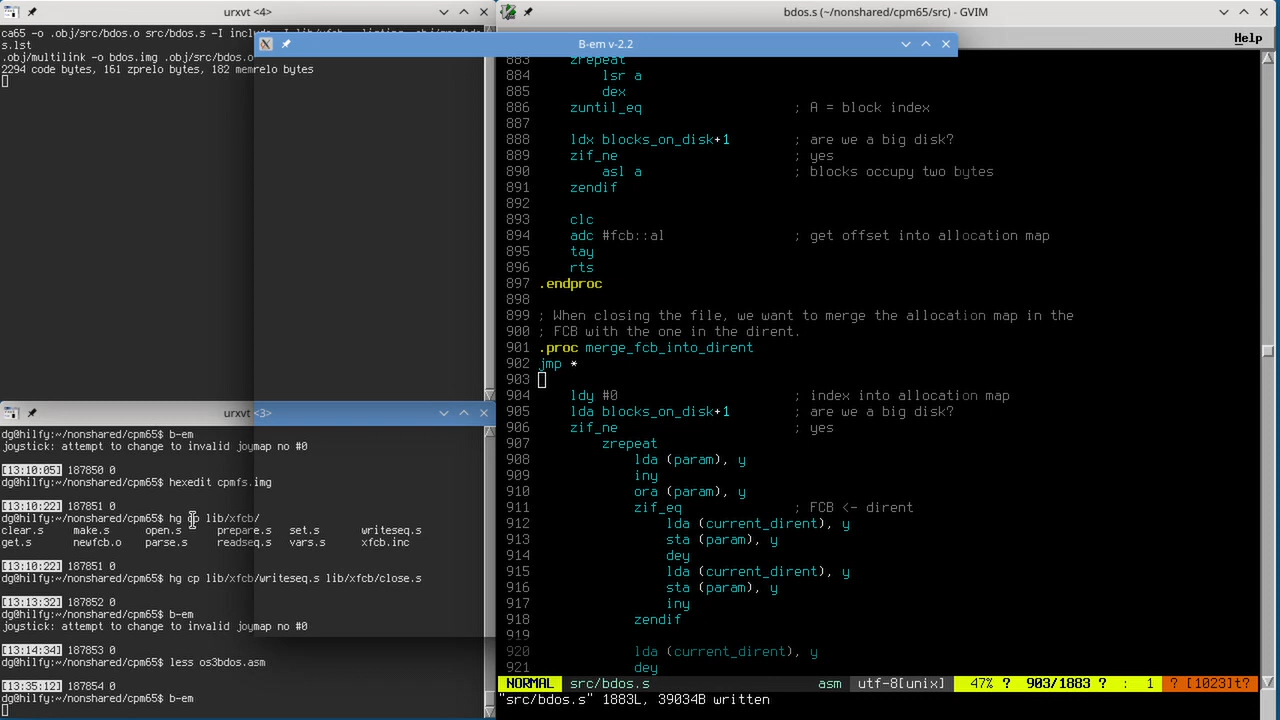 urxvt <4>
ca65 -o .obj/src/bdos.o src/bdos.s -I include -I lib/xfcb --listing .obj/src/bdo
s.lst
.obj/multilink -o bdos.img .obj/src/bdos.o
2294 code bytes, 161 zprelo bytes, 182 memrelo bytes
urxvt <3>
dg@hilfy:~/nonshared/cpm65$ b-em
joystick: attempt to change to invalid joymap no #0
[13:10:05] 187850 0
dg@hilfy:~/nonshared/cpm65$ hexedit cpmfs.img
[13:10:22] 187851 0
dg@hilfy:~/nonshared/cpm65$ hg cp lib/xfcb/
clear.s make.s open.s prepare.s set.s writeseq.s
get.s newfcb.o parse.s readseq.s vars.s xfcb.inc
[13:10:22] 187851 0
dg@hilfy:~/nonshared/cpm65$ hg cp lib/xfcb/writeseq.s lib/xfcb/close.s
[13:13:32] 187852 0
dg@hilfy:~/nonshared/cpm65$ b-em
joystick: attempt to change to invalid joymap no #0
[13:14:34] 187853 0
dg@hilfy:~/nonshared/cpm65$ less os3bdos.asm
[13:35:12] 187854 0
dg@hilfy:~/nonshared/cpm65$ b-em
B-em v-2.2
bdos.s (~/nonshared/cpm65/src) - GVIM
Help
883 zrepeat
884 lsr a
885 dex
886 zuntil_eq ; A = block index
887
888 ldx blocks_on_disk+1 ; are we a big disk?
889 zif_ne ; yes
890 asl a ; blocks occupy two bytes
891 zendif
892
893 clc
894 adc #fcb::al ; get offset into allocation map
895 tay
896 rts
897 .endproc
898
899 ; When closing the file, we want to merge the allocation map in the
900 ; FCB with the one in the dirent.
901 .proc merge_fcb_into_dirent
902 jmp *
903
904 ldy #0 ; index into allocation map
905 lda blocks_on_disk+1 ; are we a big disk?
906 zif_ne ; yes
907 zrepeat
908 lda (param), y
909 iny
910 ora (param), y
911 zif_eq ; FCB <- dirent
912 lda (current_dirent), y
913 sta (param), y
914 dey
915 lda (current_dirent), y
916 sta (param), y
917 iny
918 zendif
919
920 lda (current_dirent), y
921 dey
NORMAL src/bdos.s asm utf-8[unix] 47% ? 903/1883 ? : 1 ? [1023]t?
"src/bdos.s" 1883L, 39034B written